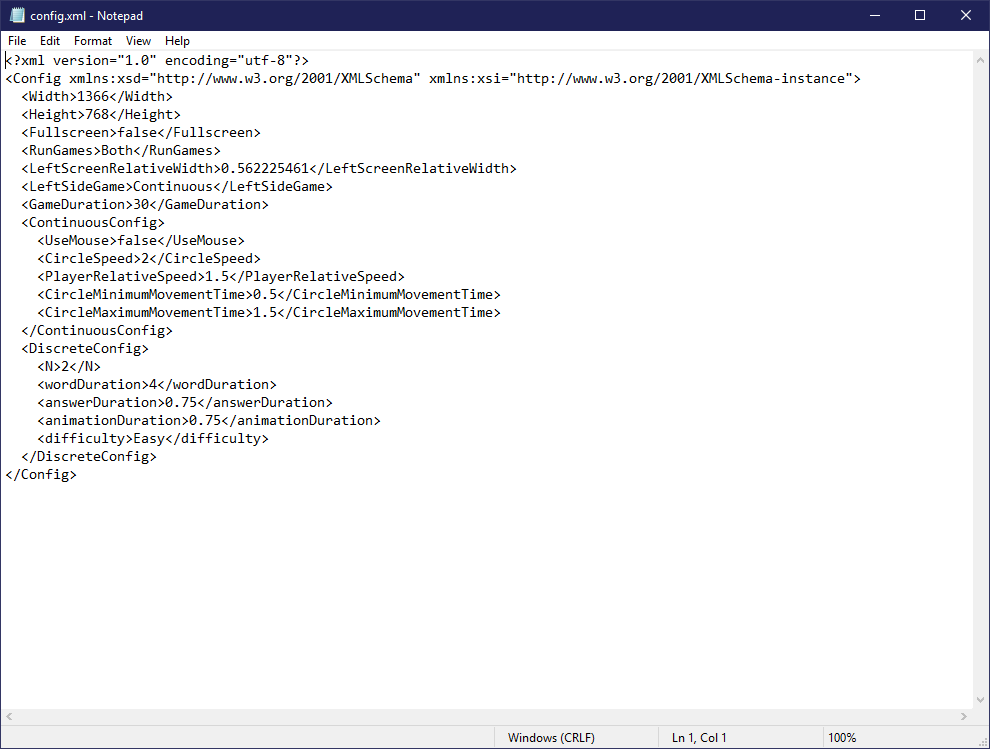 config.xml - Notepad
File Edit Format View Help
<?xml version="1.0" encoding="utf-8"?>
<Config xmlns:xsd="http://www.w3.org/2001/XMLSchema" xmlns:xsi="http://www.w3.org/2001/XMLSchema-instance">
  <Width>1366</Width>
  <Height>768</Height>
  <Fullscreen>false</Fullscreen>
  <RunGames>Both</RunGames>
  <LeftScreenRelativeWidth>0.562225461</LeftScreenRelativeWidth>
  <LeftSideGame>Continuous</LeftSideGame>
  <GameDuration>30</GameDuration>
  <ContinuousConfig>
    <UseMouse>false</UseMouse>
    <CircleSpeed>2</CircleSpeed>
    <PlayerRelativeSpeed>1.5</PlayerRelativeSpeed>
    <CircleMinimumMovementTime>0.5</CircleMinimumMovementTime>
    <CircleMaximumMovementTime>1.5</CircleMaximumMovementTime>
  </ContinuousConfig>
  <DiscreteConfig>
    <N>2</N>
    <wordDuration>4</wordDuration>
    <answerDuration>0.75</answerDuration>
    <animationDuration>0.75</animationDuration>
    <difficulty>Easy</difficulty>
  </DiscreteConfig>
</Config>
Windows (CRLF) Ln 1, Col 1 100%